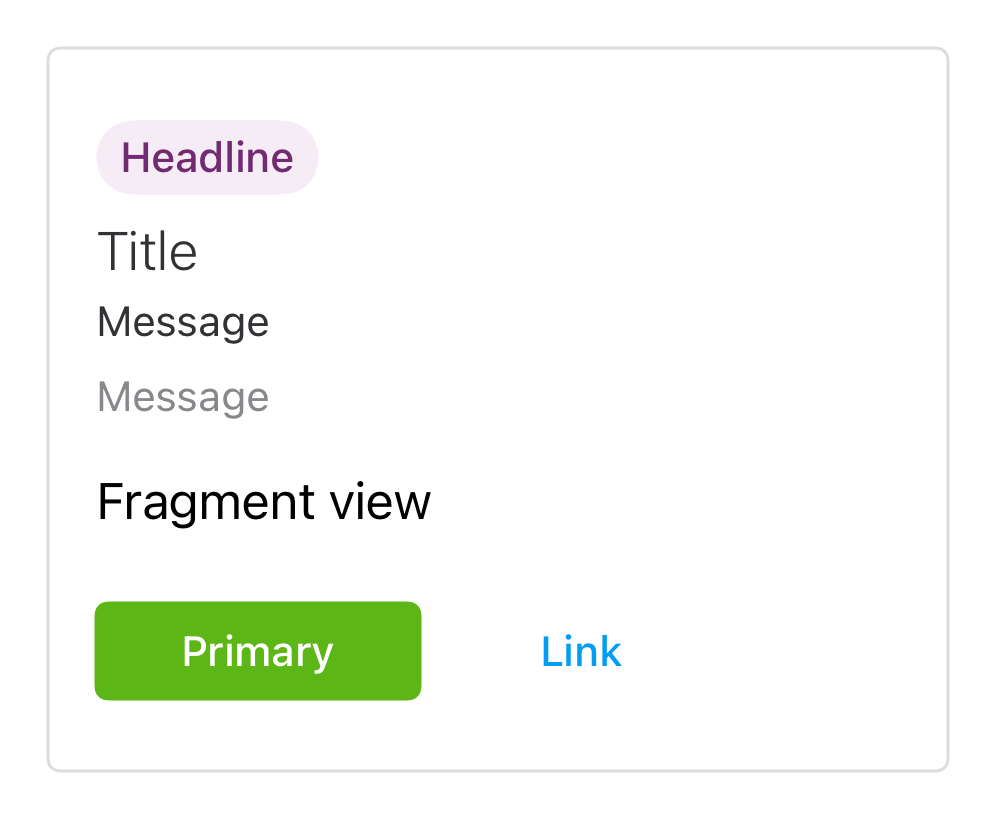 Headline
Title
Message
Message
Fragment view
Primary
Link